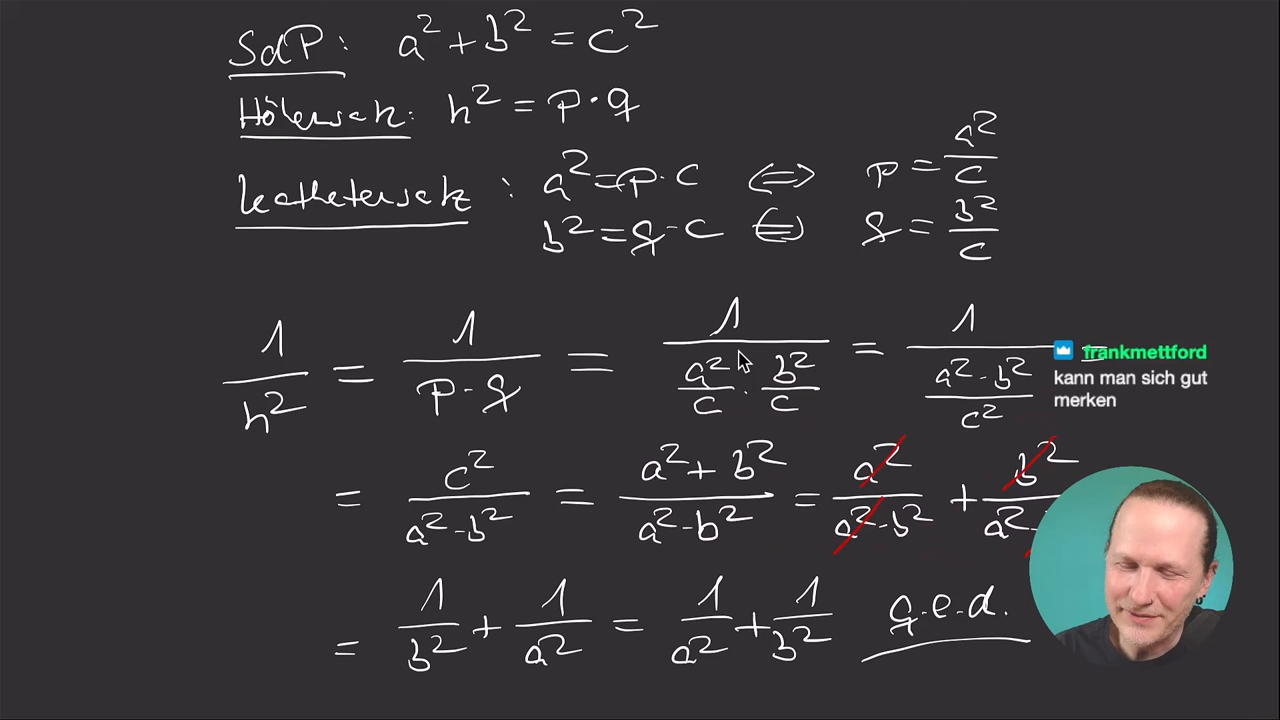 SdP: a² + b² = c²
Höhensatz: h² = p · q
Kathetensatz: a² = p · c ⇔ p = a²/c
b² = q · c ⇔ q = b²/c
1/h² = 1/(p · q) = 1/(a²/c · b²/c) = 1/((a² · b²)/c²) =
= c²/(a² · b²) = (a² + b²)/(a² · b²) = a²/(a² · b²) + b²/(a² ·
= 1/b² + 1/a² = 1/a² + 1/b² q.e.d.
frankmettford
kann man sich gut
merken